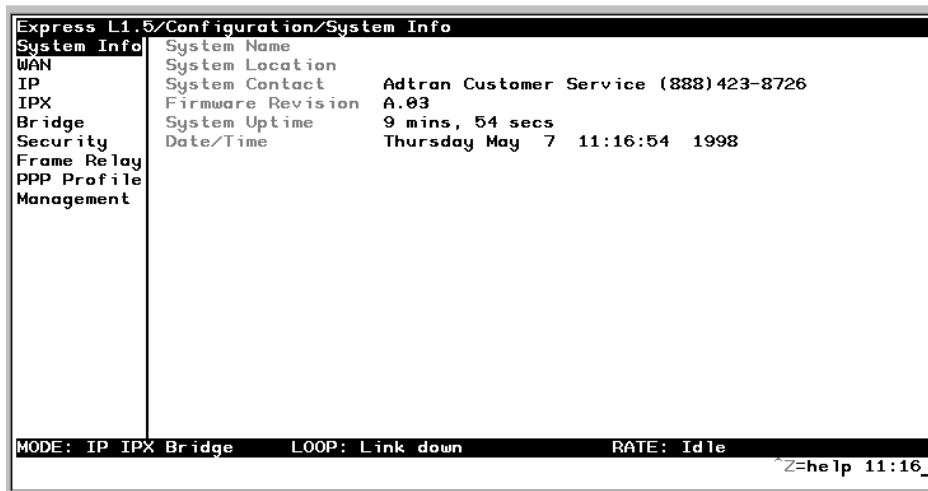 Express L1.5/Configuration/System Info
System Info System Name
WAN System Location
IP System Contact Adtran Customer Service (888)423-8726
IPX Firmware Revision A.03
Bridge System Uptime 9 mins, 54 secs
Security Date/Time Thursday May 7 11:16:54 1998
Frame Relay
PPP Profile
Management
MODE: IP IPX Bridge LOOP: Link down RATE: Idle
^Z=help 11:16_